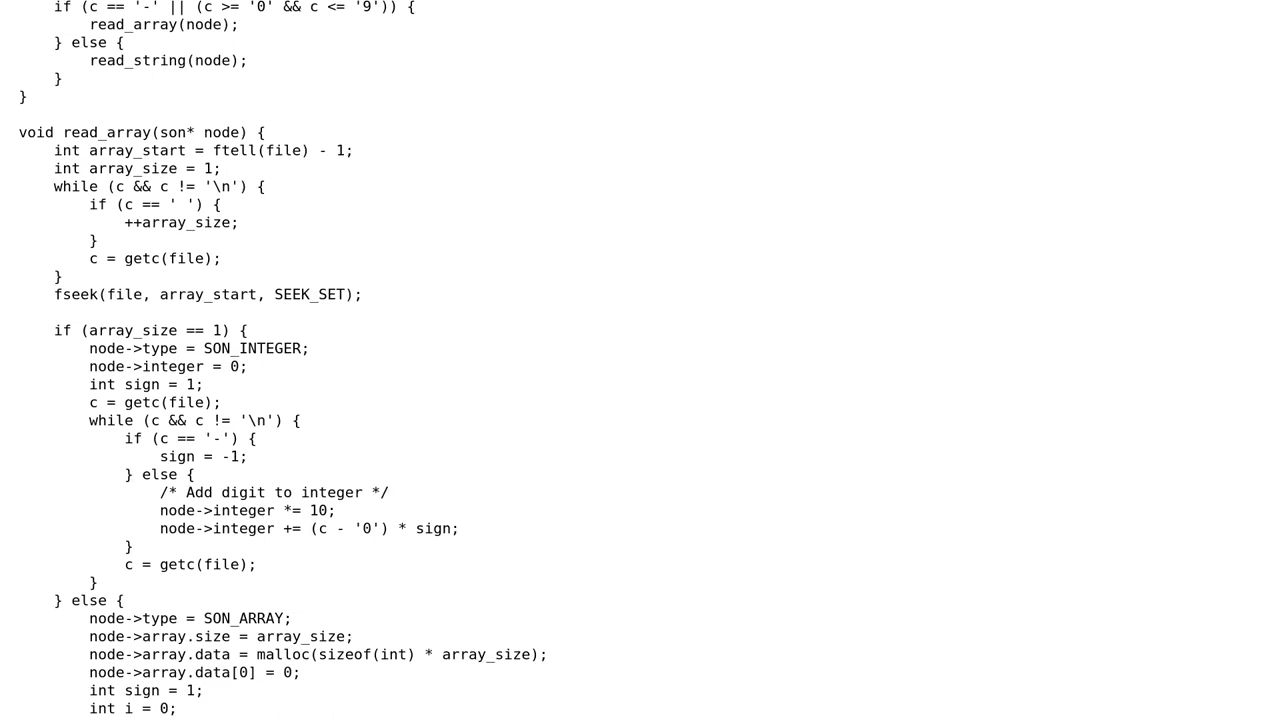 if (c == '-' || (c >= '0' && c <= '9')) {
        read_array(node);
    } else {
        read_string(node);
    }
}

void read_array(son* node) {
    int array_start = ftell(file) - 1;
    int array_size = 1;
    while (c && c != '\n') {
        if (c == ' ') {
            ++array_size;
        }
        c = getc(file);
    }
    fseek(file, array_start, SEEK_SET);

    if (array_size == 1) {
        node->type = SON_INTEGER;
        node->integer = 0;
        int sign = 1;
        c = getc(file);
        while (c && c != '\n') {
            if (c == '-') {
                sign = -1;
            } else {
                /* Add digit to integer */
                node->integer *= 10;
                node->integer += (c - '0') * sign;
            }
            c = getc(file);
        }
    } else {
        node->type = SON_ARRAY;
        node->array.size = array_size;
        node->array.data = malloc(sizeof(int) * array_size);
        node->array.data[0] = 0;
        int sign = 1;
        int i = 0;